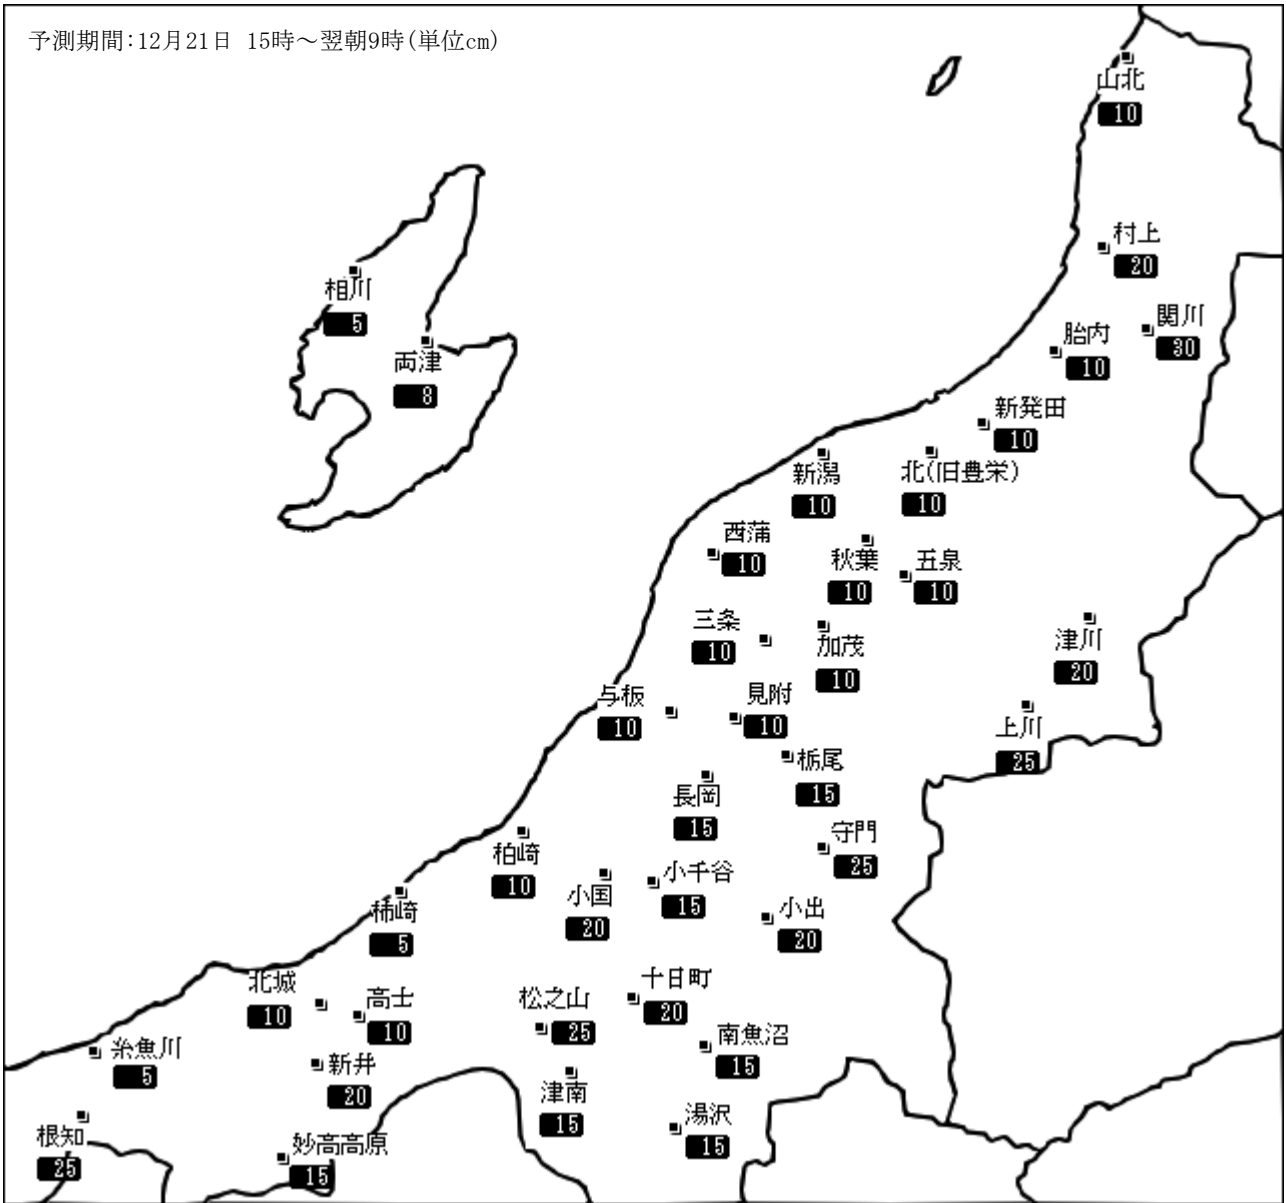 予測期間:12月21日 15時～翌朝9時(単位cm)
山北
10
村上
20
関川
30
胎内
10
相川
5
両津
8
新発田
10
新潟
10
北(旧豊栄)
10
西蒲
10
秋葉
10
五泉
10
三条
10
加茂
10
津川
20
与板
10
見附
10
上川
25
栃尾
15
長岡
15
守門
25
柏崎
10
小国
20
小千谷
15
小出
20
柿崎
5
北城
10
高士
10
松之山
25
十日町
20
南魚沼
15
糸魚川
5
新井
20
津南
15
湯沢
15
根知
25
妙高高原
15